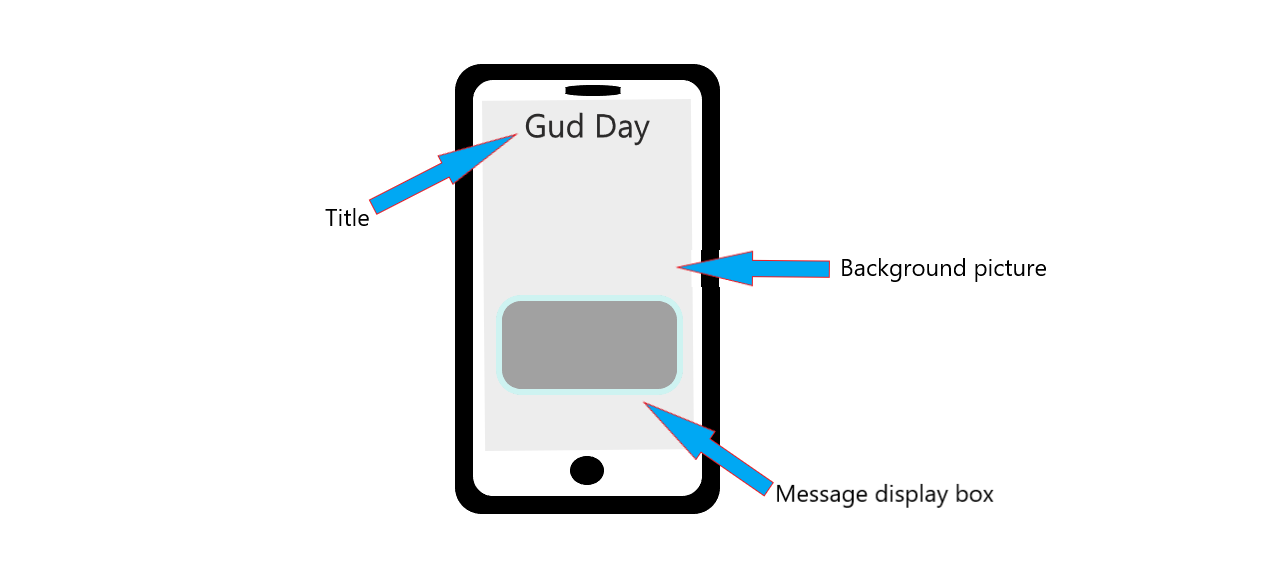 Gud Day
Title
Background picture
Message display box